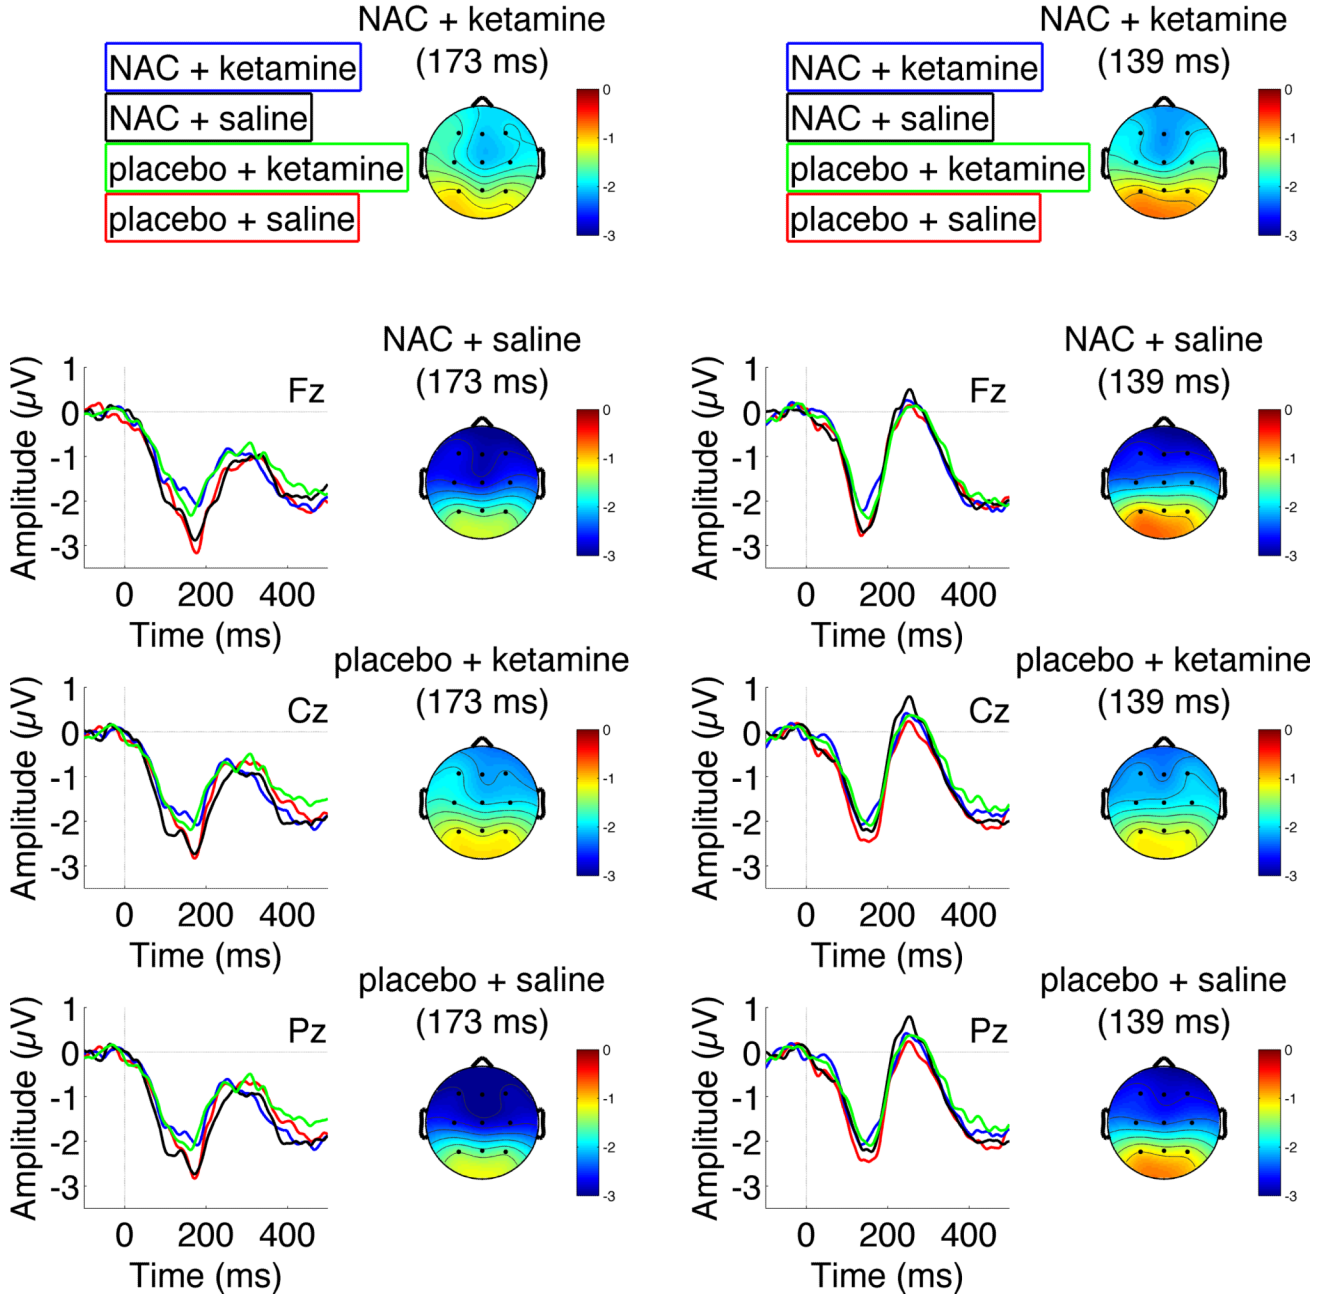 NAC + ketamine
(173 ms)
NAC + ketamine
NAC + saline
placebo + ketamine
placebo + saline
0
-1
-2
-3
NAC + ketamine
(139 ms)
NAC + ketamine
NAC + saline
placebo + ketamine
placebo + saline
0
-1
-2
-3
Amplitude (µV)
1
0
-1
-2
-3
Fz
0 200 400
Time (ms)
NAC + saline
(173 ms)
0
-1
-2
-3
Amplitude (µV)
1
0
-1
-2
-3
Fz
0 200 400
Time (ms)
NAC + saline
(139 ms)
0
-1
-2
-3
Amplitude (µV)
1
0
-1
-2
-3
Cz
0 200 400
Time (ms)
placebo + ketamine
(173 ms)
0
-1
-2
-3
Amplitude (µV)
1
0
-1
-2
-3
Cz
0 200 400
Time (ms)
placebo + ketamine
(139 ms)
0
-1
-2
-3
Amplitude (µV)
1
0
-1
-2
-3
Pz
0 200 400
Time (ms)
placebo + saline
(173 ms)
0
-1
-2
-3
Amplitude (µV)
1
0
-1
-2
-3
Pz
0 200 400
Time (ms)
placebo + saline
(139 ms)
0
-1
-2
-3